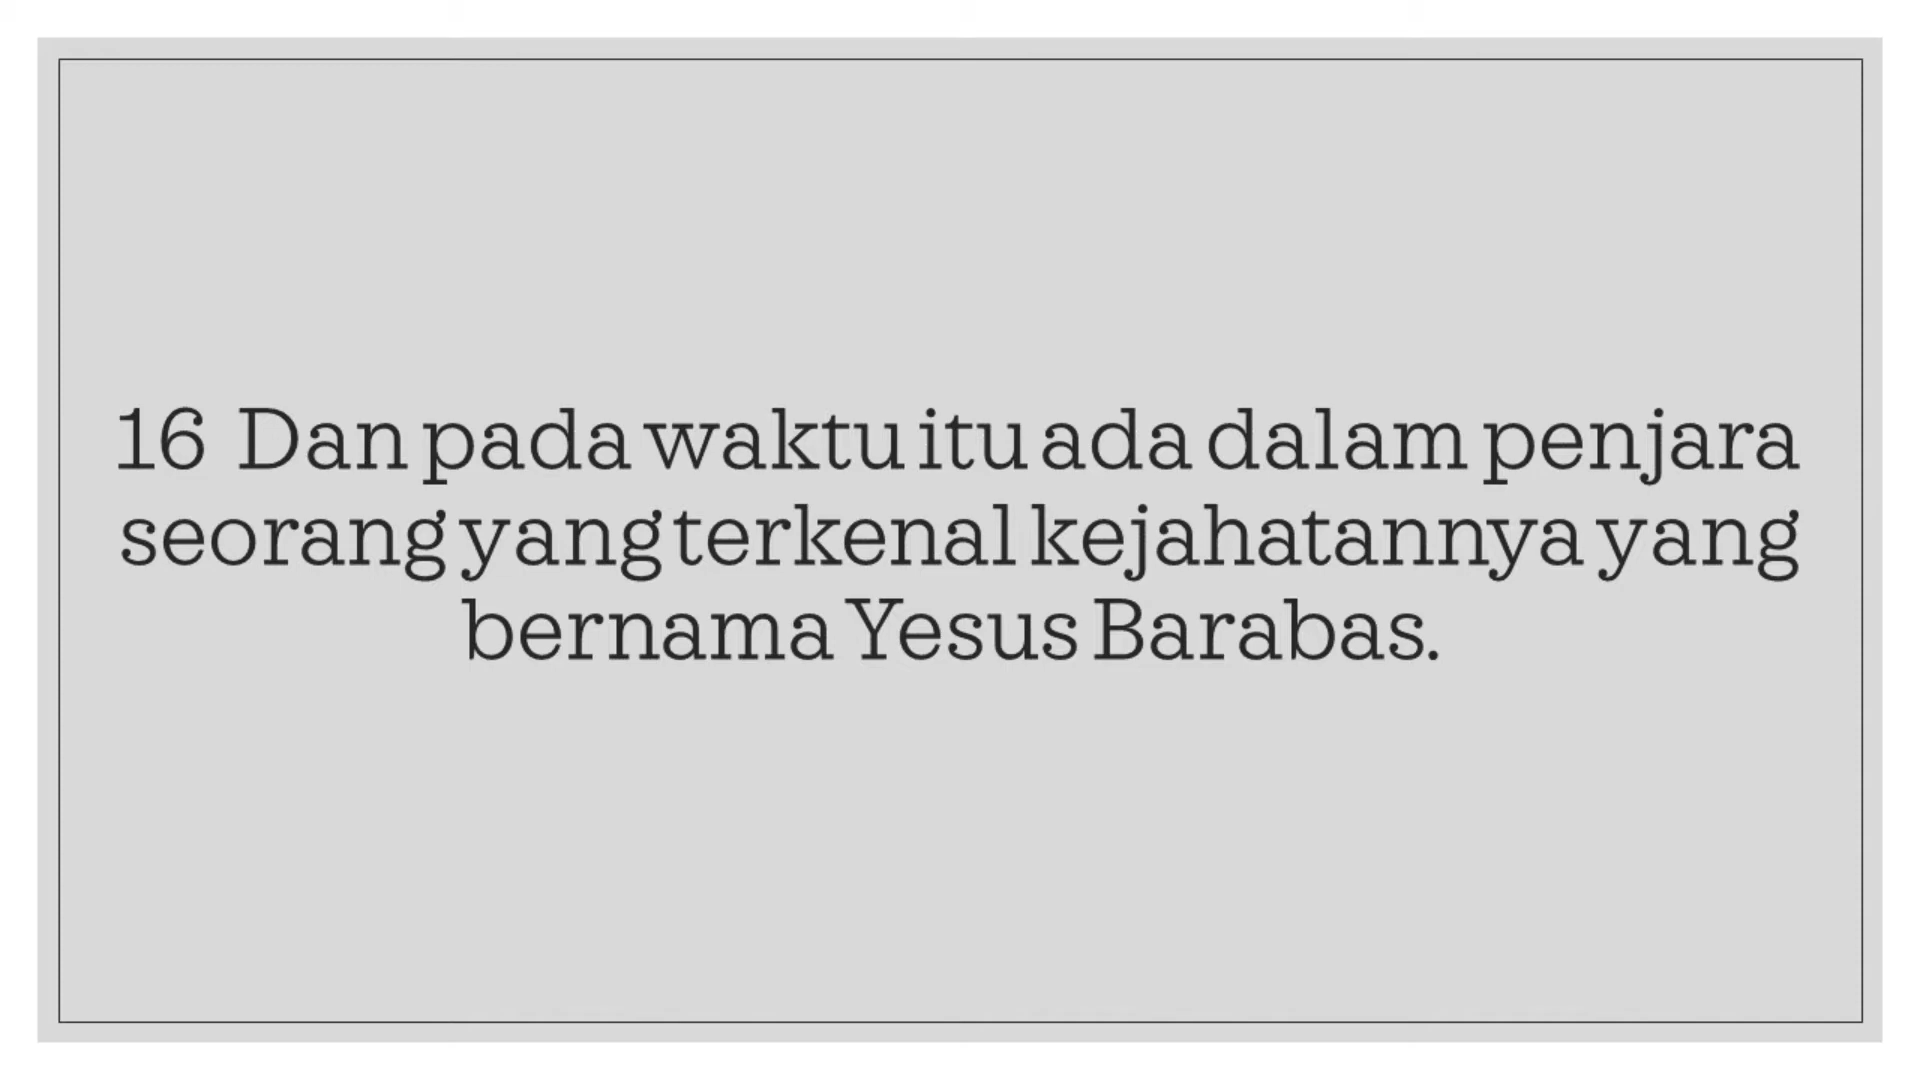 16 Dan pada waktu itu ada dalam penjara
seorang yang terkenal kejahatannya yang
bernama Yesus Barabas.